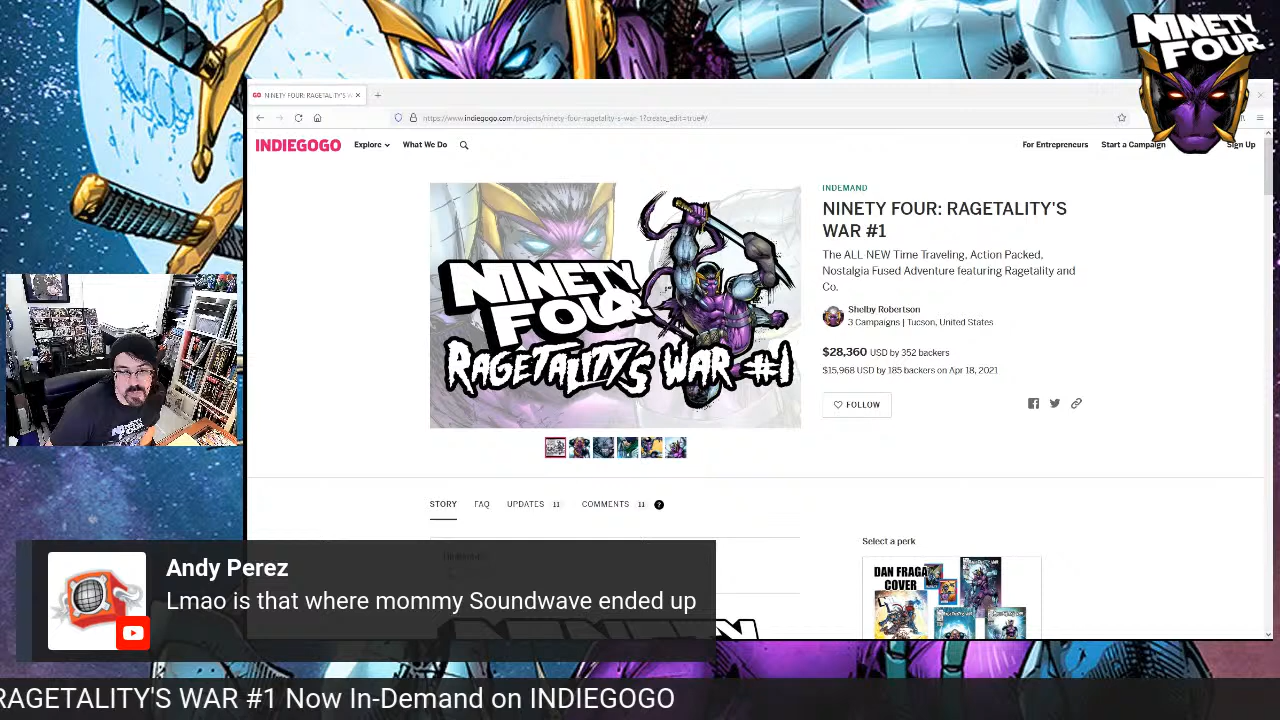 NINETY
FOUR
NINETY FOUR: RAGETALITY'S W
https://www.indiegogo.com/projects/ninety-four-ragetality-s-war-1?create_edit=true#/
INDIEGOGO
Explore
What We Do
For Entrepreneurs
Start a Campaign
Sign Up
NINETY
FOUR
RAGETALITY'S WAR #1
INDEMAND
NINETY FOUR: RAGETALITY'S
WAR #1
The ALL NEW Time Traveling, Action Packed,
Nostalgia Fused Adventure featuring Ragetality and
Co.
Shelby Robertson
3 Campaigns | Tucson, United States
$28,360 USD by 352 backers
$15,968 USD by 185 backers on Apr 18, 2021
FOLLOW
STORY
FAQ
UPDATES 11
COMMENTS 11 ?
Select a perk
DAN FRAGA
COVER
Andy Perez
Lmao is that where mommy Soundwave ended up
RAGETALITY'S WAR #1 Now In-Demand on INDIEGOGO